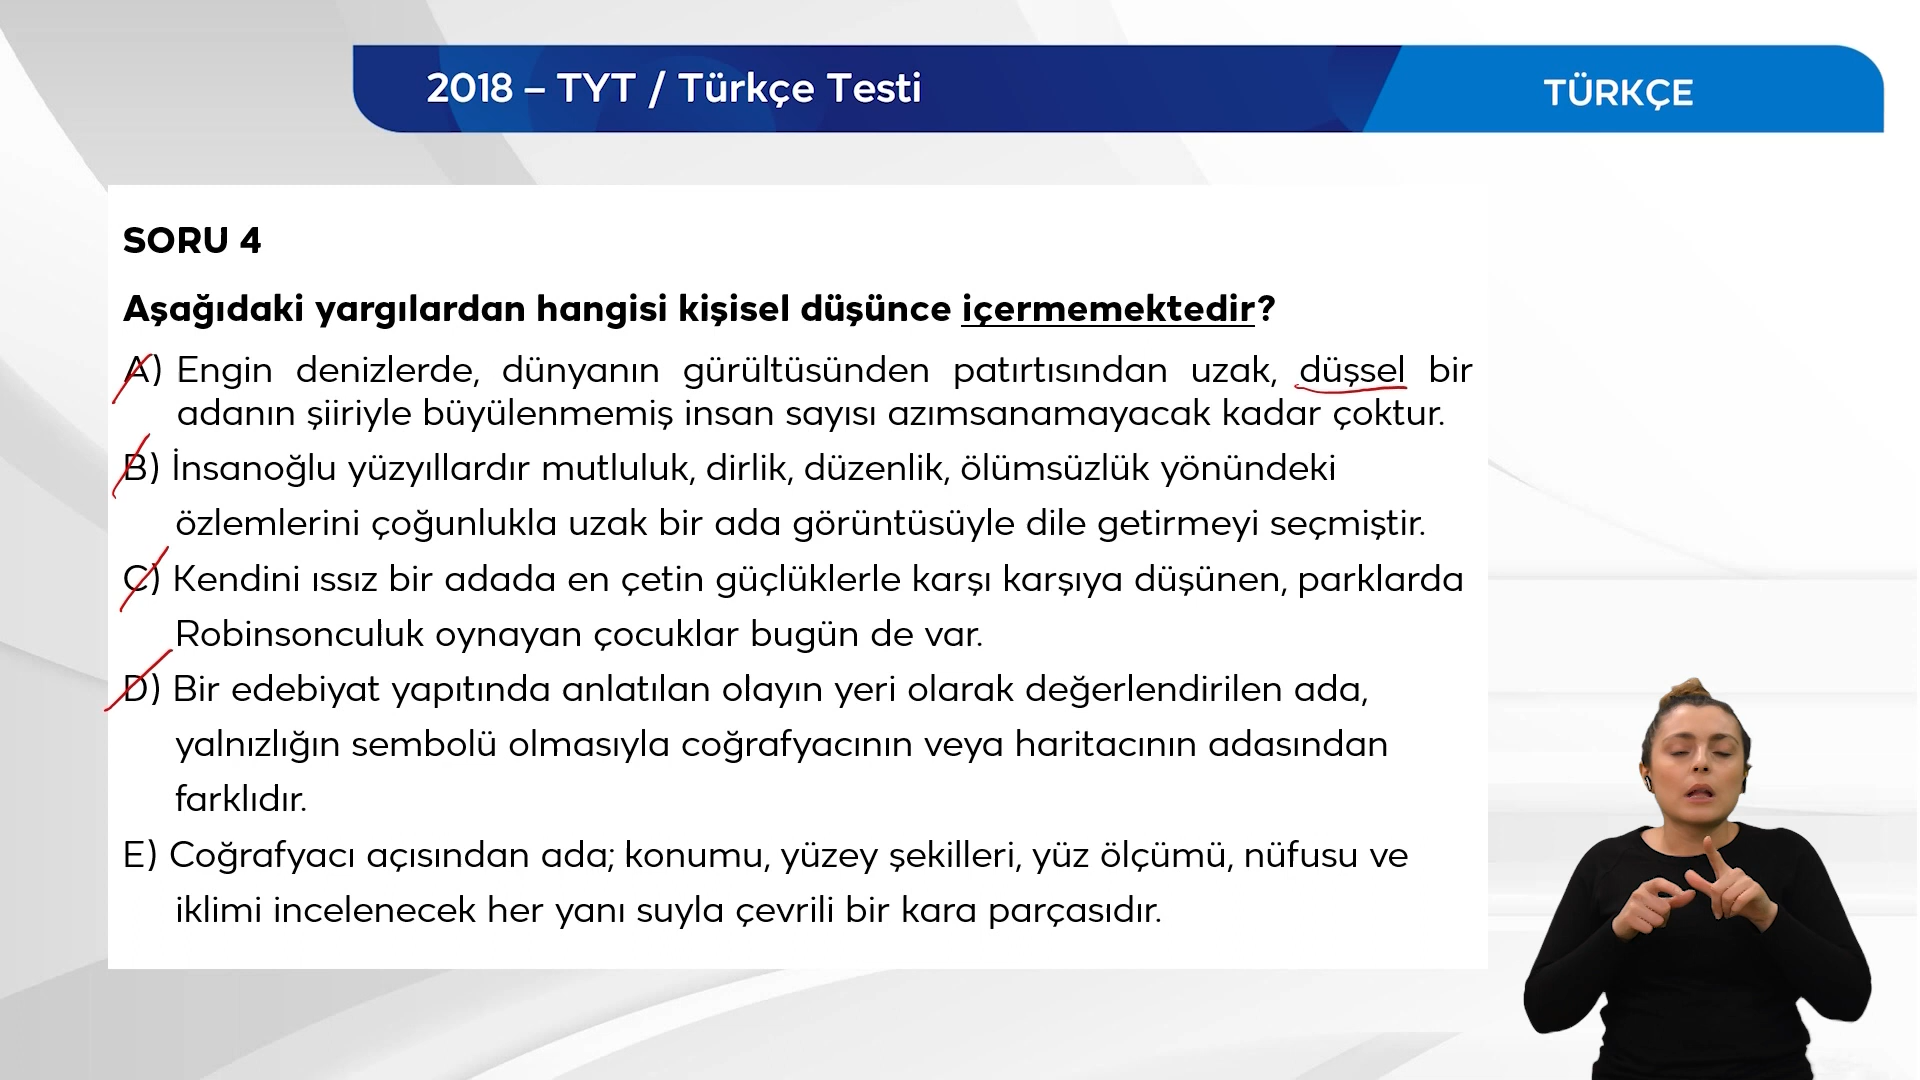 2018 – TYT / Türkçe Testi
TÜRKÇE
SORU 4
Aşağıdaki yargılardan hangisi kişisel düşünce içermemektedir?
A) Engin denizlerde, dünyanın gürültüsünden patırtısından uzak, düşsel bir
adanın şiiriyle büyülenmemiş insan sayısı azımsanamayacak kadar çoktur.
B) İnsanoğlu yüzyıllardır mutluluk, dirlik, düzenlik, ölümsüzlük yönündeki
özlemlerini çoğunlukla uzak bir ada görüntüsüyle dile getirmeyi seçmiştir.
C) Kendini ıssız bir adada en çetin güçlüklerle karşı karşıya düşünen, parklarda
Robinsonculuk oynayan çocuklar bugün de var.
D) Bir edebiyat yapıtında anlatılan olayın yeri olarak değerlendirilen ada,
yalnızlığın sembolü olmasıyla coğrafyacının veya haritacının adasından
farklıdır.
E) Coğrafyacı açısından ada; konumu, yüzey şekilleri, yüz ölçümü, nüfusu ve
iklimi incelenecek her yanı suyla çevrili bir kara parçasıdır.